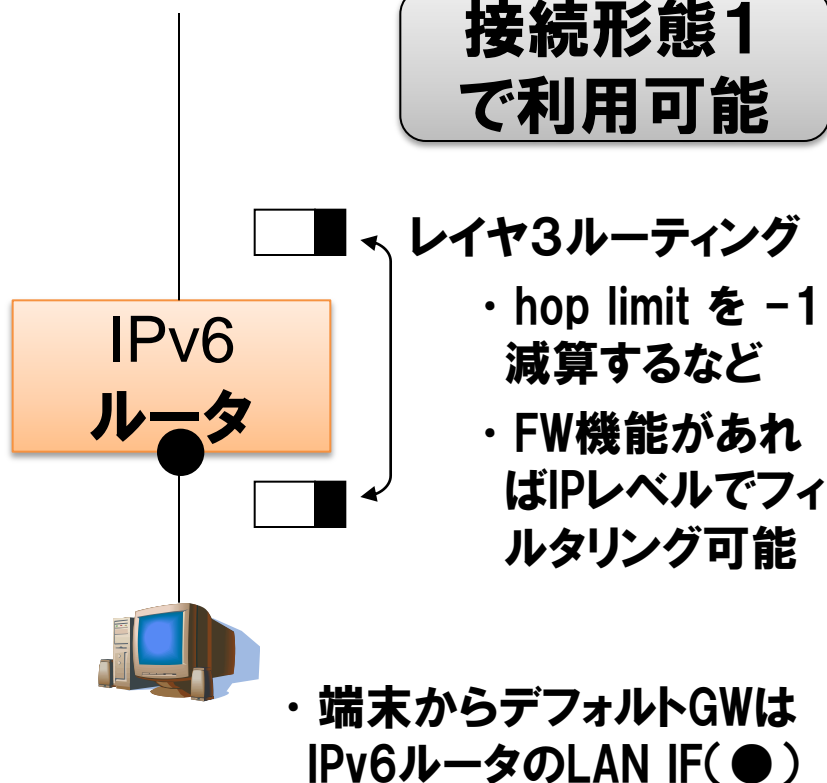 接続形態1
で利用可能
レイヤ3ルーティング
・hop limit を −1
減算するなど
IPv6
ルータ
・FW機能があれ
ばIPレベルでフィ
ルタリング可能
・端末からデフォルトGWは
IPv6ルータのLAN IF(●)